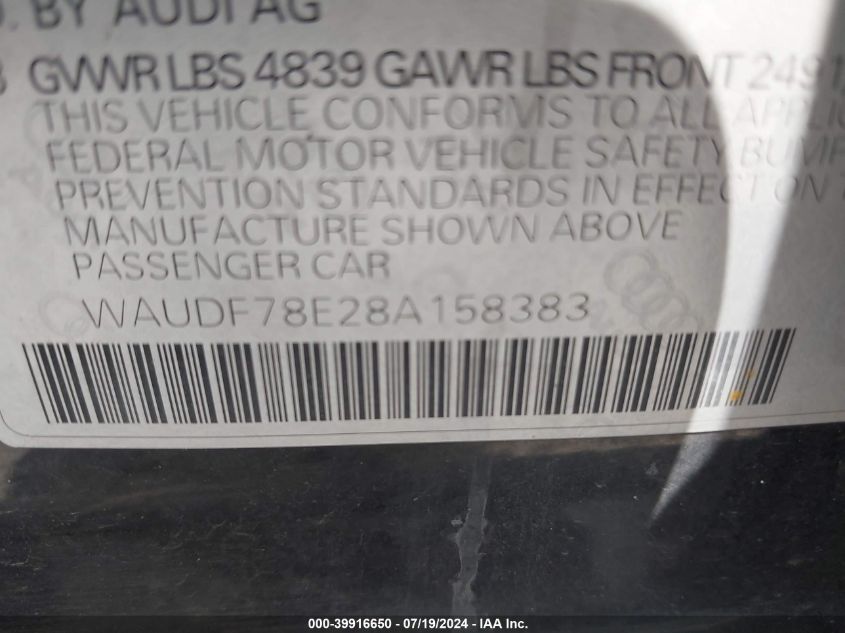 BY AUDI AG
GVWR LBS 4839 GAWR LBS FRONT 2491
THIS VEHICLE CONFORMS TO ALL
FEDERAL MOTOR VEHICLE SAFETY
PREVENTION STANDARDS IN EFFECT ON
MANUFACTURE SHOWN ABOVE
PASSENGER CAR
WAUDF78E28A158383
000-39916650 - 07/19/2024 - IAA Inc.